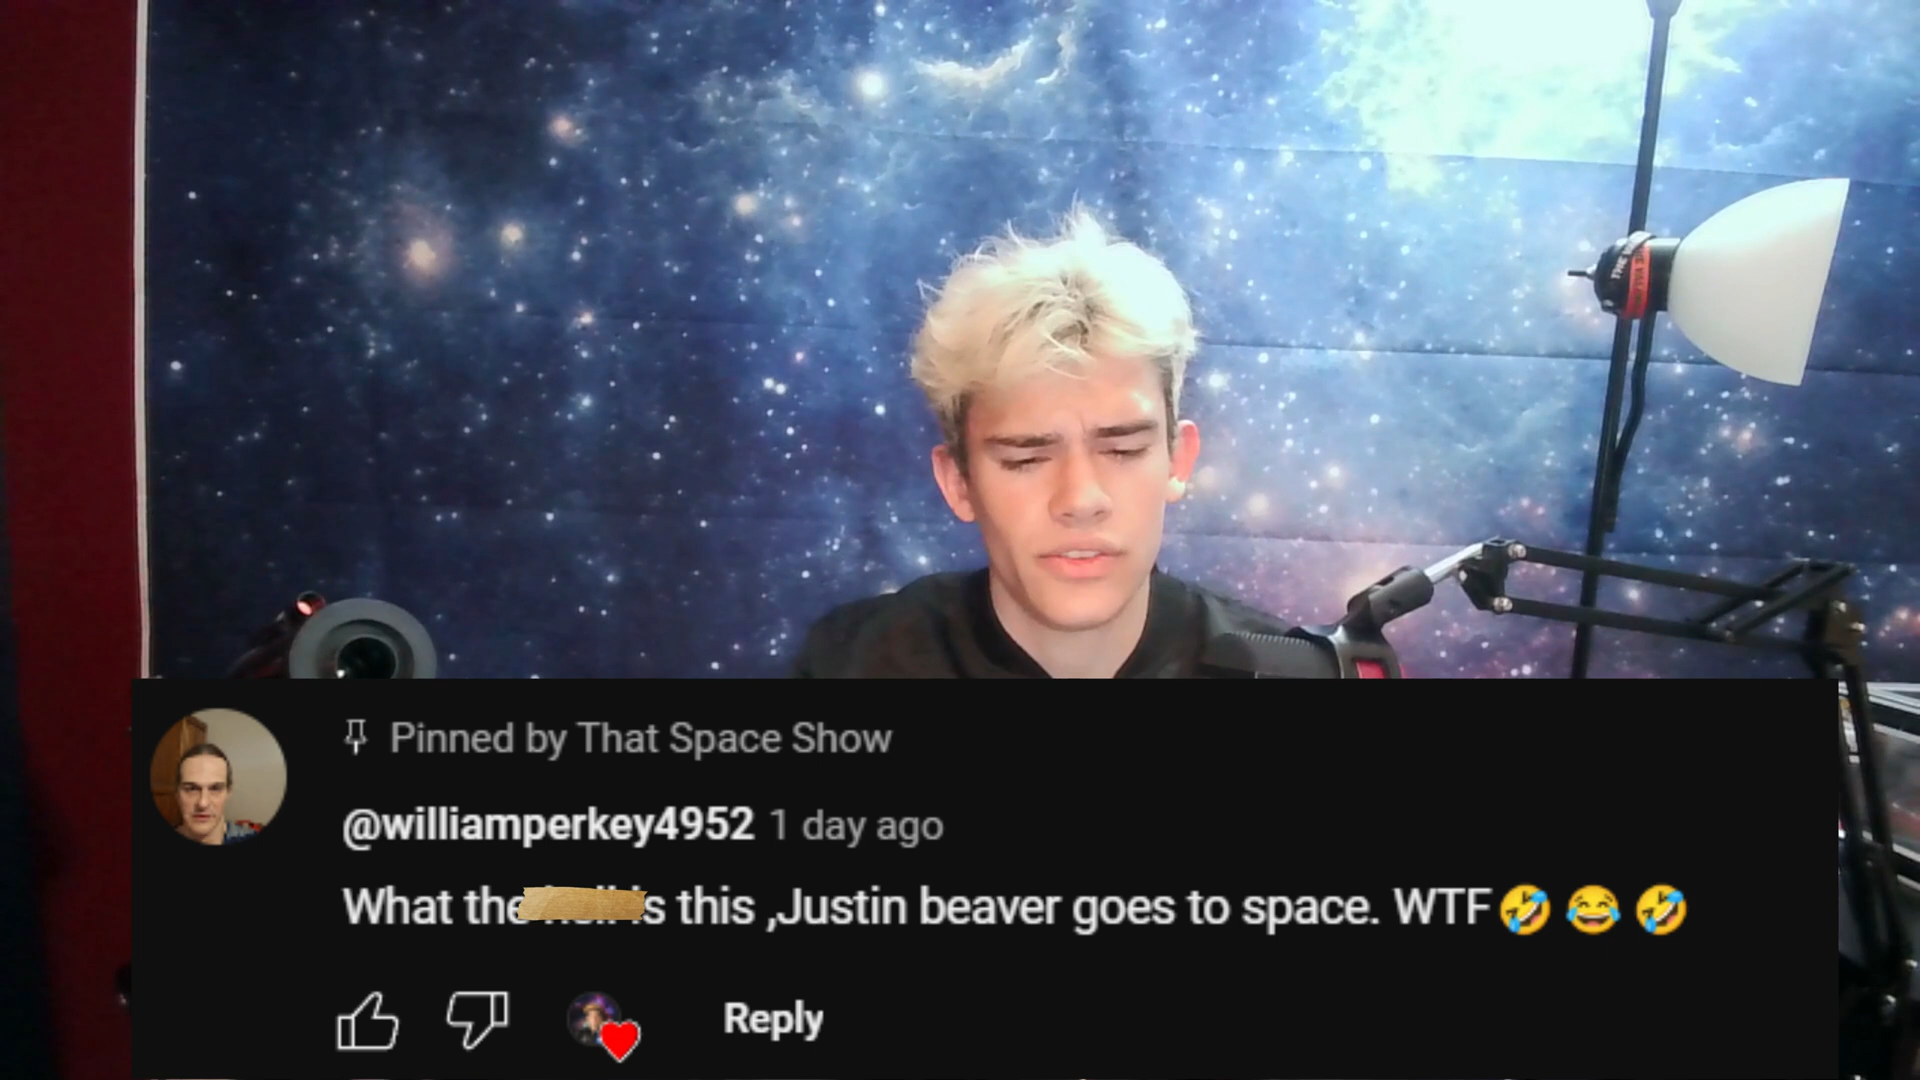 Pinned by That Space Show
@williamperkey4952 1 day ago
What the is this ,Justin beaver goes to space. WTF🤣 😂 🤣
Reply